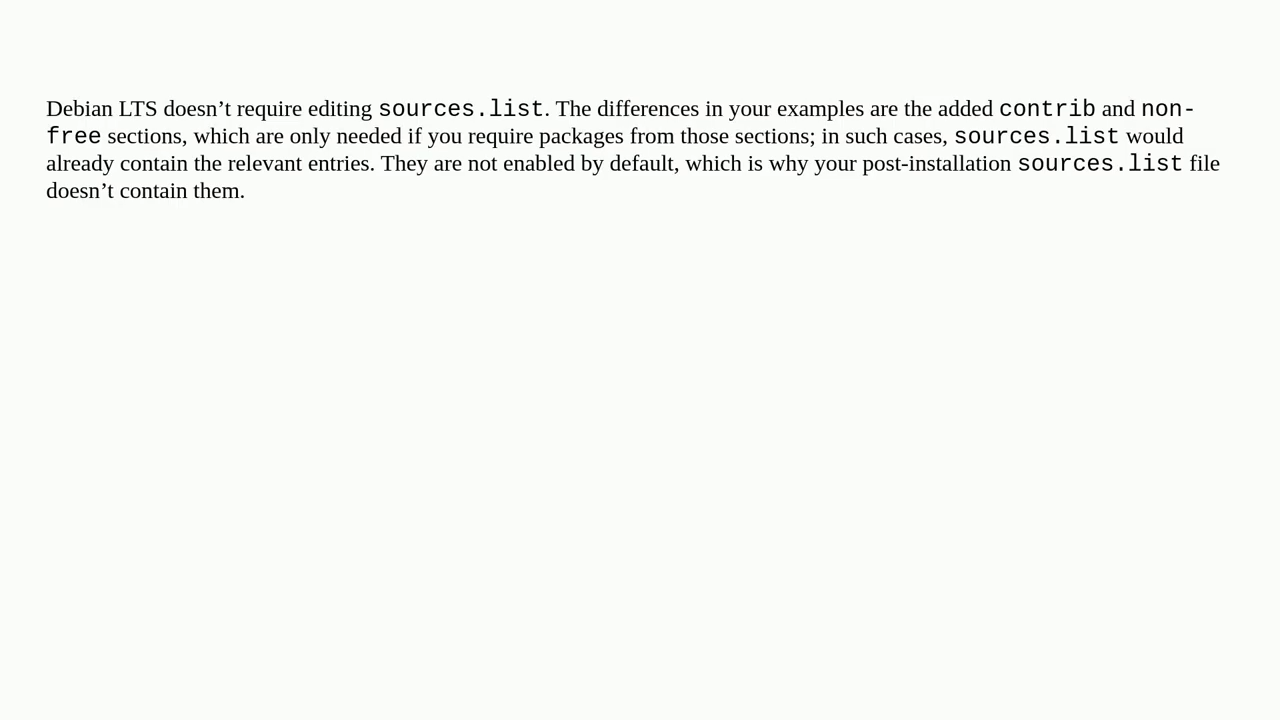 Debian LTS doesn’t require editing sources.list. The differences in your examples are the added contrib and non-
free sections, which are only needed if you require packages from those sections; in such cases, sources.list would
already contain the relevant entries. They are not enabled by default, which is why your post-installation sources.list file
doesn’t contain them.